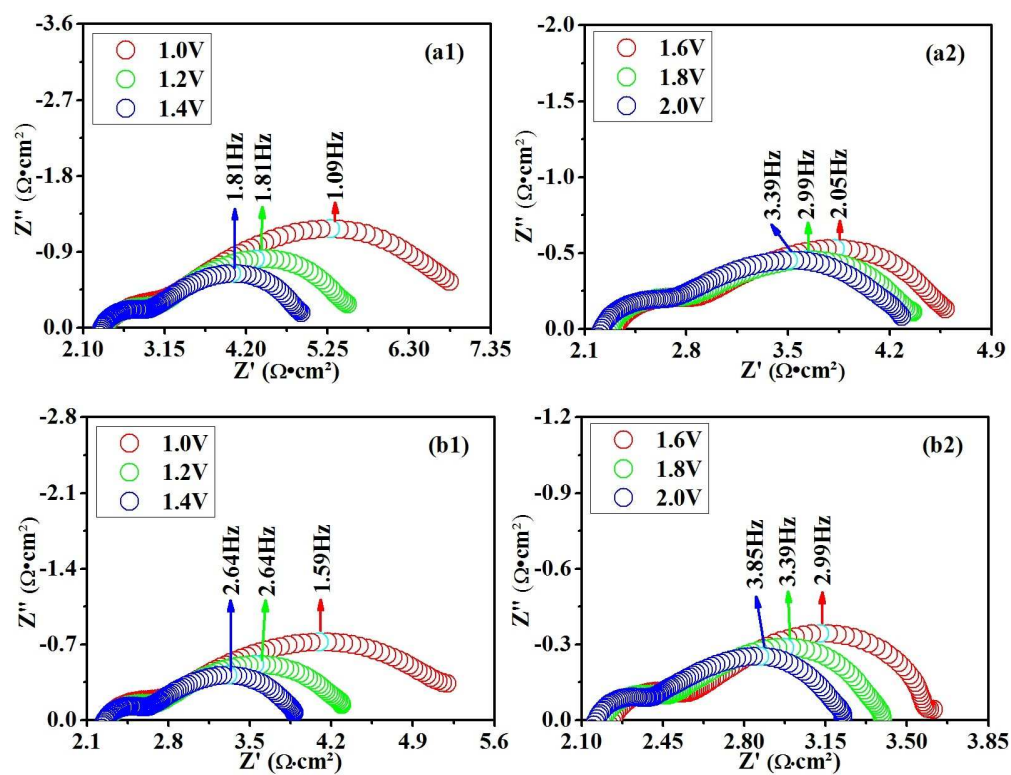 -3.6
-2.7
-1.8
-0.9
0.0
Z" (Ω•cm²)
1.0V
1.2V
1.4V
(a1)
1.81Hz
1.81Hz
1.09Hz
2.10 3.15 4.20 5.25 6.30 7.35
Z' (Ω•cm²)
-2.0
-1.5
-1.0
-0.5
0.0
Z" (Ω•cm²)
1.6V
1.8V
2.0V
(a2)
3.39Hz
2.99Hz
2.05Hz
2.1 2.8 3.5 4.2 4.9
Z' (Ω•cm²)
-2.8
-2.1
-1.4
-0.7
0.0
Z" (Ω·cm²)
1.0V
1.2V
1.4V
(b1)
2.64Hz
2.64Hz
1.59Hz
2.1 2.8 3.5 4.2 4.9 5.6
Z' (Ω·cm²)
-1.2
-0.9
-0.6
-0.3
0.0
Z" (Ω·cm²)
1.6V
1.8V
2.0V
(b2)
3.85Hz
3.39Hz
2.99Hz
2.10 2.45 2.80 3.15 3.50 3.85
Z' (Ω·cm²)